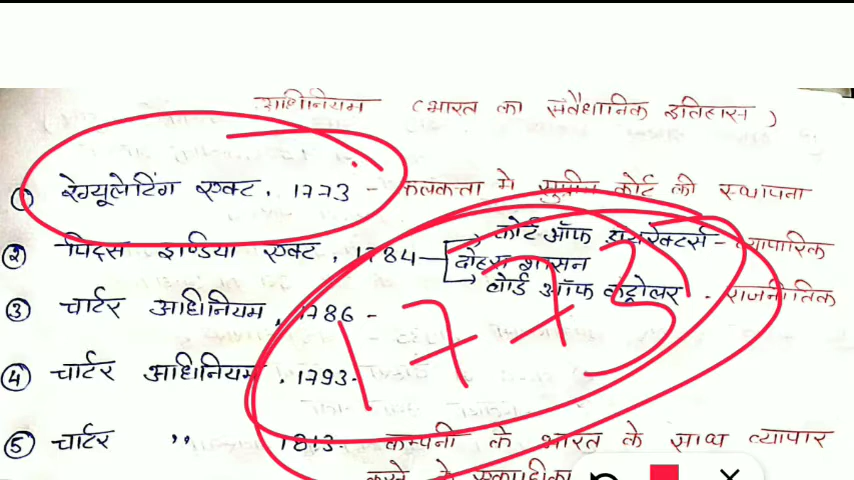 अधिनियम (भारत का संवैधानिक इतिहास)
① रेग्यूलेटिंग एक्ट, 1773 - कलकत्ता मे सुप्रीम कोर्ट की स्थापना
② पिट्स इण्डिया एक्ट, 1784 दोहरा शासन
कोर्ट ऑफ डायरेक्टर्स - व्यापारिक
बोर्ड ऑफ कंट्रोलर - राजनीतिक
③ चार्टर अधिनियम, 1786 -
1773
④ चार्टर अधिनियम, 1793-
⑤ चार्टर ,, 1813- कम्पनी के भारत के साथ व्यापार
करने के